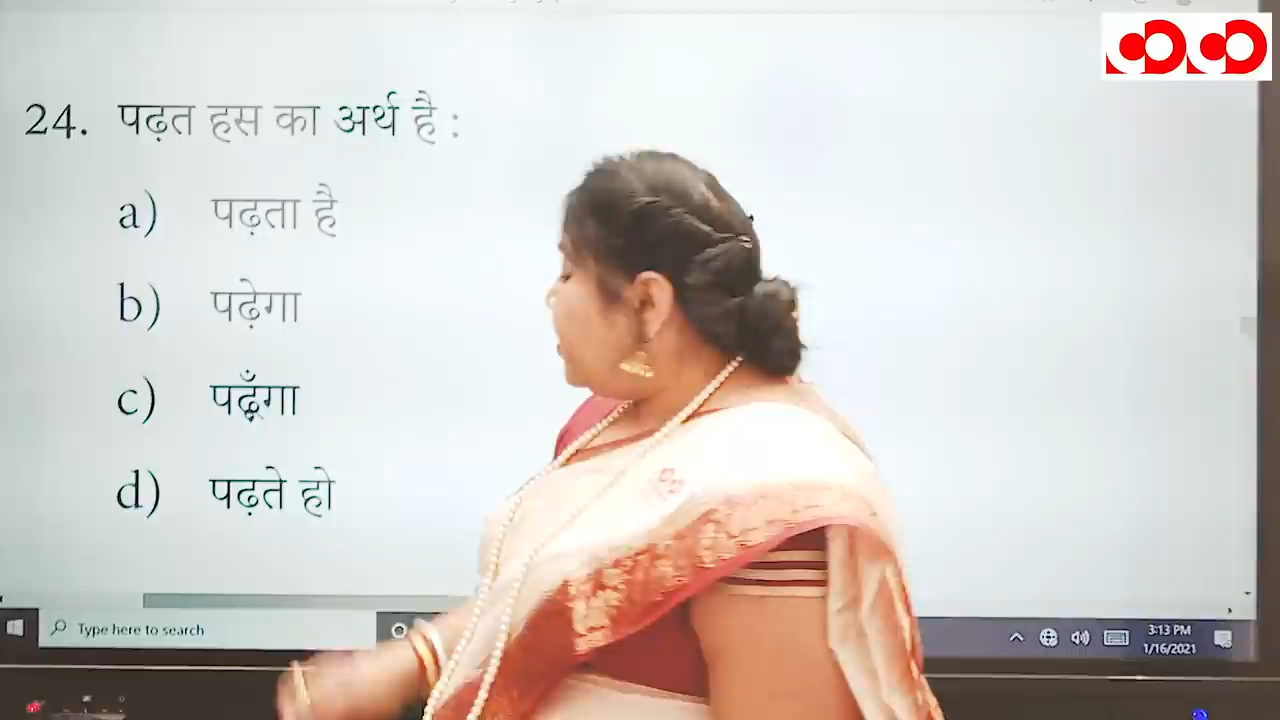 24. पढ़त हस का अर्थ है :
a) पढ़ता है
b) पढ़ेगा
c) पढ़ूँगा
d) पढ़ते हो
Type here to search
3:13 PM
1/16/2021